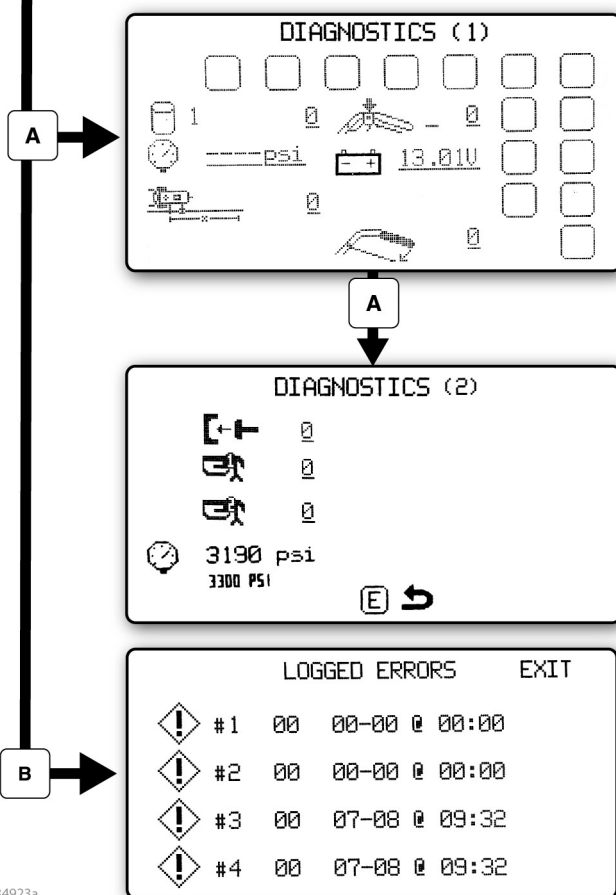 DIAGNOSTICS (1)
1 0 - 0
A
---- psi - + 13.01V
0
0
A
DIAGNOSTICS (2)
0
0
0
3190 psi
3300 PSI
E
LOGGED ERRORS EXIT
! #1 00 00-00 @ 00:00
B
! #2 00 00-00 @ 00:00
! #3 00 07-08 @ 09:32
! #4 00 07-08 @ 09:32